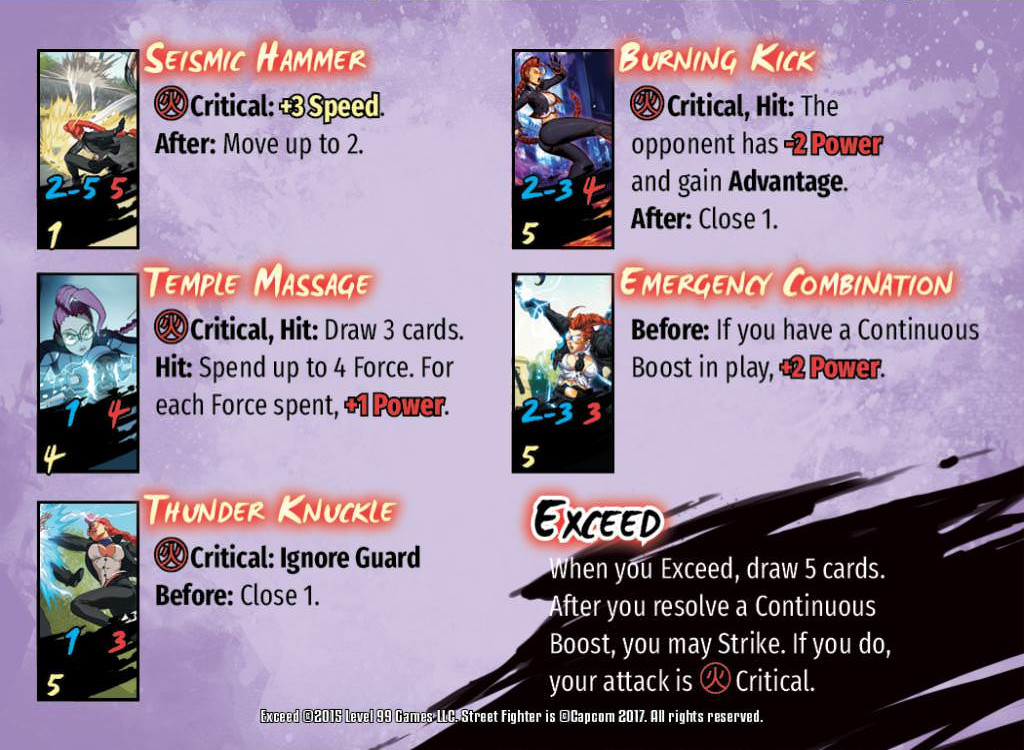 SEISMIC HAMMER
火 Critical: +3 Speed.
After: Move up to 2.
2-5 5
1
TEMPLE MASSAGE
火 Critical, Hit: Draw 3 cards.
Hit: Spend up to 4 Force. For
each Force spent, +1 Power.
1 4
4
THUNDER KNUCKLE
火 Critical: Ignore Guard
Before: Close 1.
1 3
5
BURNING KICK
火 Critical, Hit: The
opponent has -2 Power
and gain Advantage.
After: Close 1.
2-3 4
5
EMERGENCY COMBINATION
Before: If you have a Continuous
Boost in play, +2 Power.
2-3 3
5
EXCEED
When you Exceed, draw 5 cards.
After you resolve a Continuous
Boost, you may Strike. If you do,
your attack is 火 Critical.
Exceed ©2015 Level 99 Games LLC. Street Fighter is ©Capcom 2017. All rights reserved.